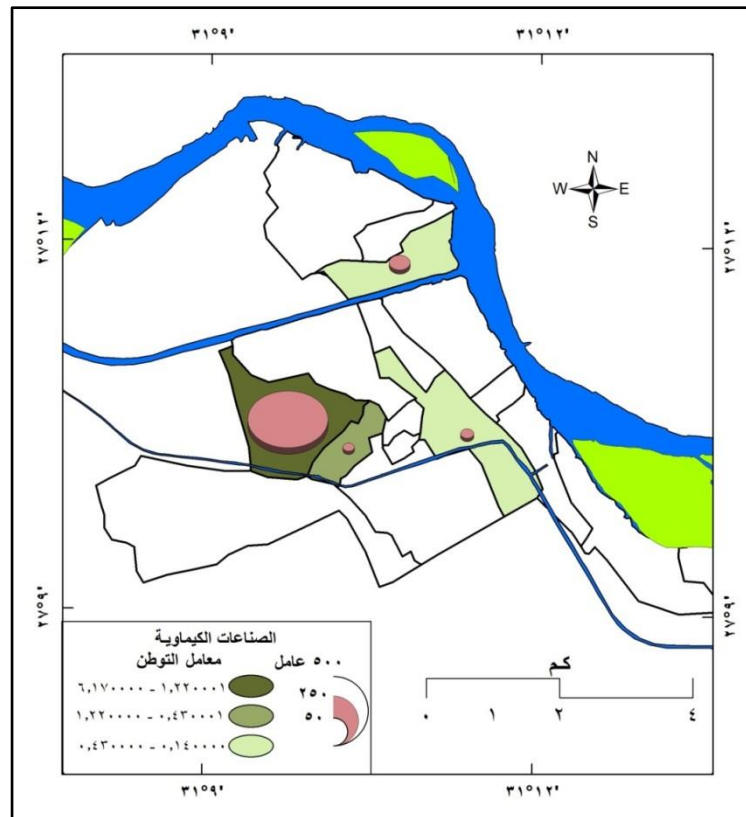 ٣١°٩' ٣١°١٢'
N
W E
S
٢٧°١٢' ٢٧°١٢'
٢٧°٩' ٢٧°٩'
الصناعات الكيماوية
معامل التوطن
٥٠٠ عامل
٢٥٠
٥٠
١,٢٢٠٠٠١ - ٦,١٧٠٠٠٠
٠,٤٣٠٠٠١ - ١,٢٢٠٠٠٠
٠,١٤٠٠٠٠ - ٠,٤٣٠٠٠٠
كم
٠ ١ ٢ ٤
٣١°٩' ٣١°١٢'